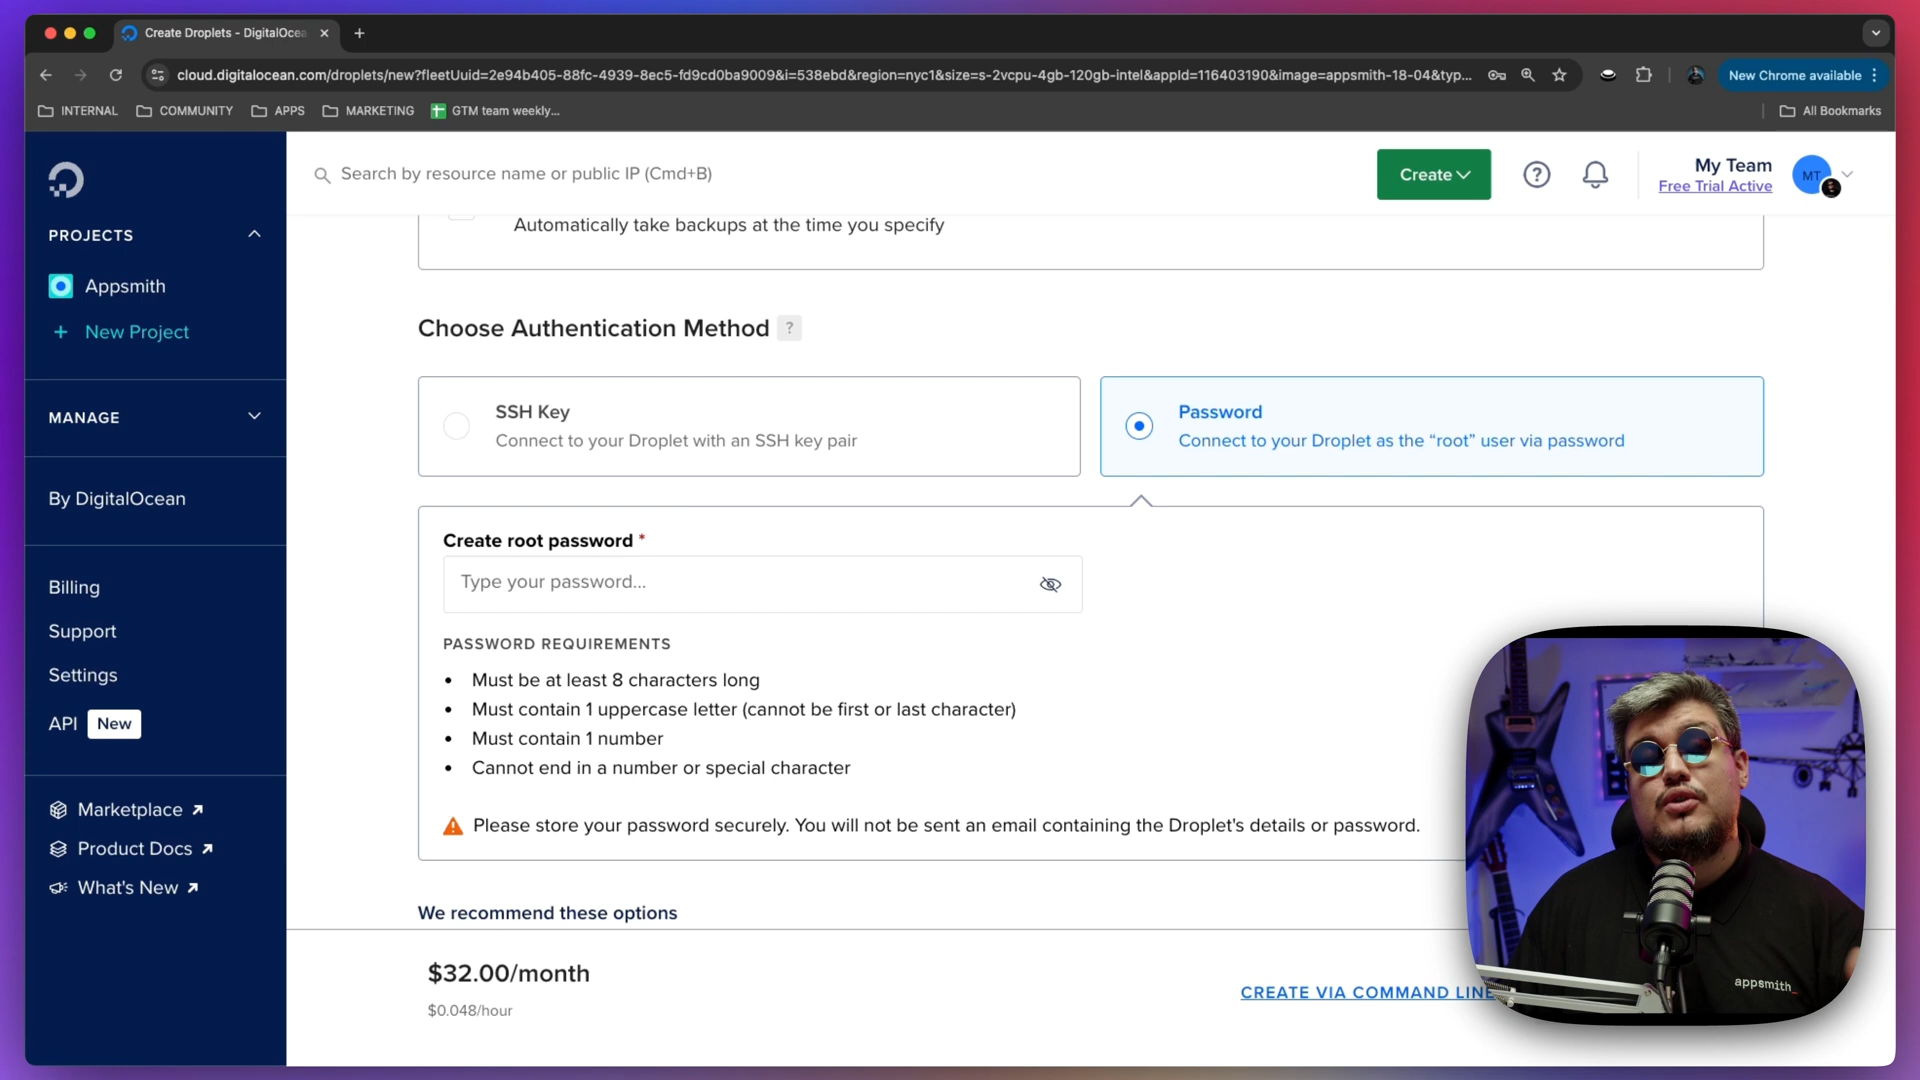 Create Droplets - DigitalOcea
cloud.digitalocean.com/droplets/new?fleetUuid=2e94b405-88fc-4939-8ec5-fd9cd0ba9009&i=538ebd&region=nyc1&size=s-2vcpu-4gb-120gb-intel&appId=116403190&image=appsmith-18-04&typ...
New Chrome available
INTERNAL
COMMUNITY
APPS
MARKETING
GTM team weekly...
All Bookmarks
Search by resource name or public IP (Cmd+B)
Create
?
My Team
Free Trial Active
MT
PROJECTS
Appsmith
+ New Project
MANAGE
By DigitalOcean
Billing
Support
Settings
API New
Marketplace
Product Docs
What's New
Automatically take backups at the time you specify
Choose Authentication Method ?
SSH Key
Connect to your Droplet with an SSH key pair
Password
Connect to your Droplet as the “root” user via password
Create root password *
Type your password...
PASSWORD REQUIREMENTS
• Must be at least 8 characters long
• Must contain 1 uppercase letter (cannot be first or last character)
• Must contain 1 number
• Cannot end in a number or special character
Please store your password securely. You will not be sent an email containing the Droplet's details or password.
We recommend these options
$32.00/month
$0.048/hour
CREATE VIA COMMAND LINE
appsmith_